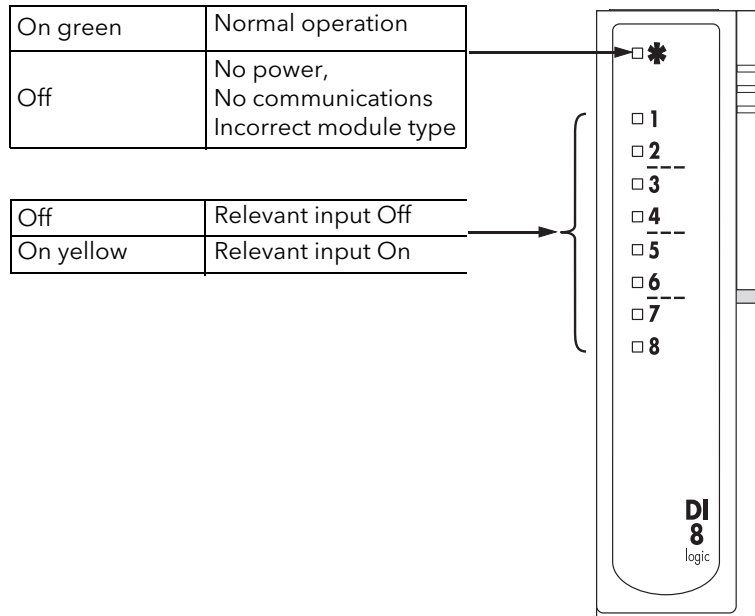 On green Normal operation
Off No power,
No communications
Incorrect module type
Off Relevant input Off
On yellow Relevant input On
✱
1
2
3
4
5
6
7
8
DI
8
logic